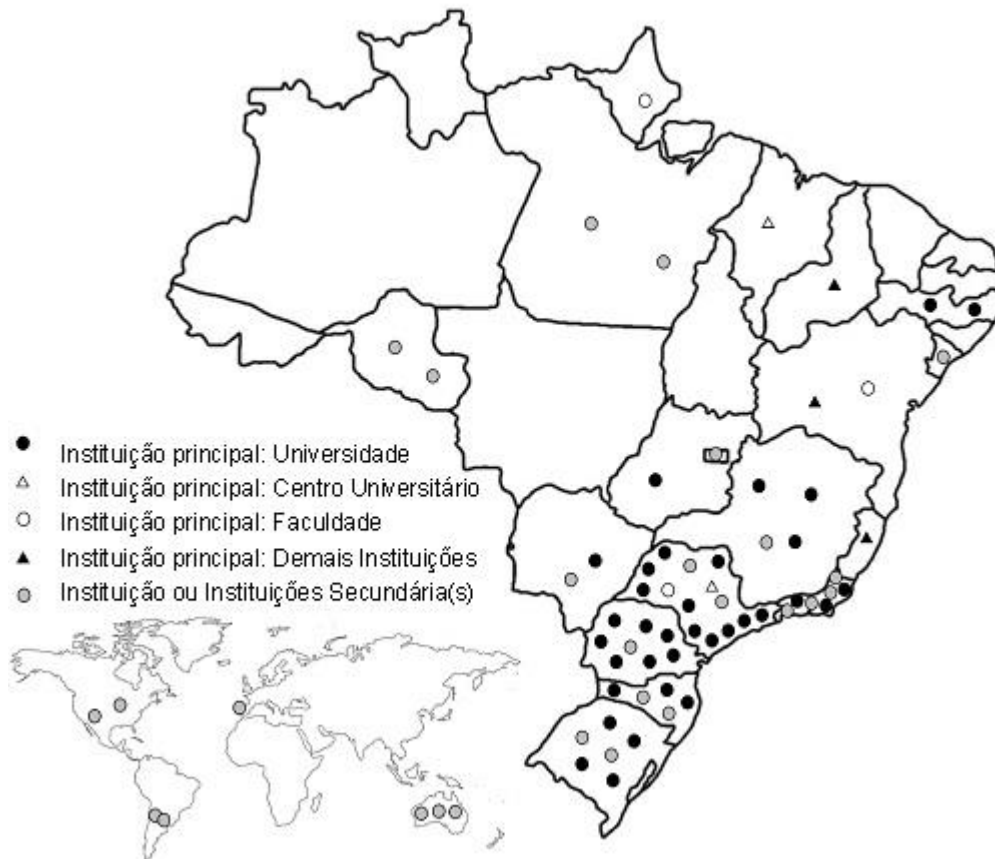 Instituição principal: Universidade
Instituição principal: Centro Universitário
Instituição principal: Faculdade
Instituição principal: Demais Instituições
Instituição ou Instituições Secundária(s)